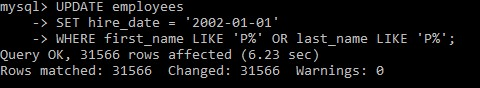 mysql> UPDATE employees
    -> SET hire_date = '2002-01-01'
    -> WHERE first_name LIKE 'P%' OR last_name LIKE 'P%';
Query OK, 31566 rows affected (6.23 sec)
Rows matched: 31566  Changed: 31566  Warnings: 0